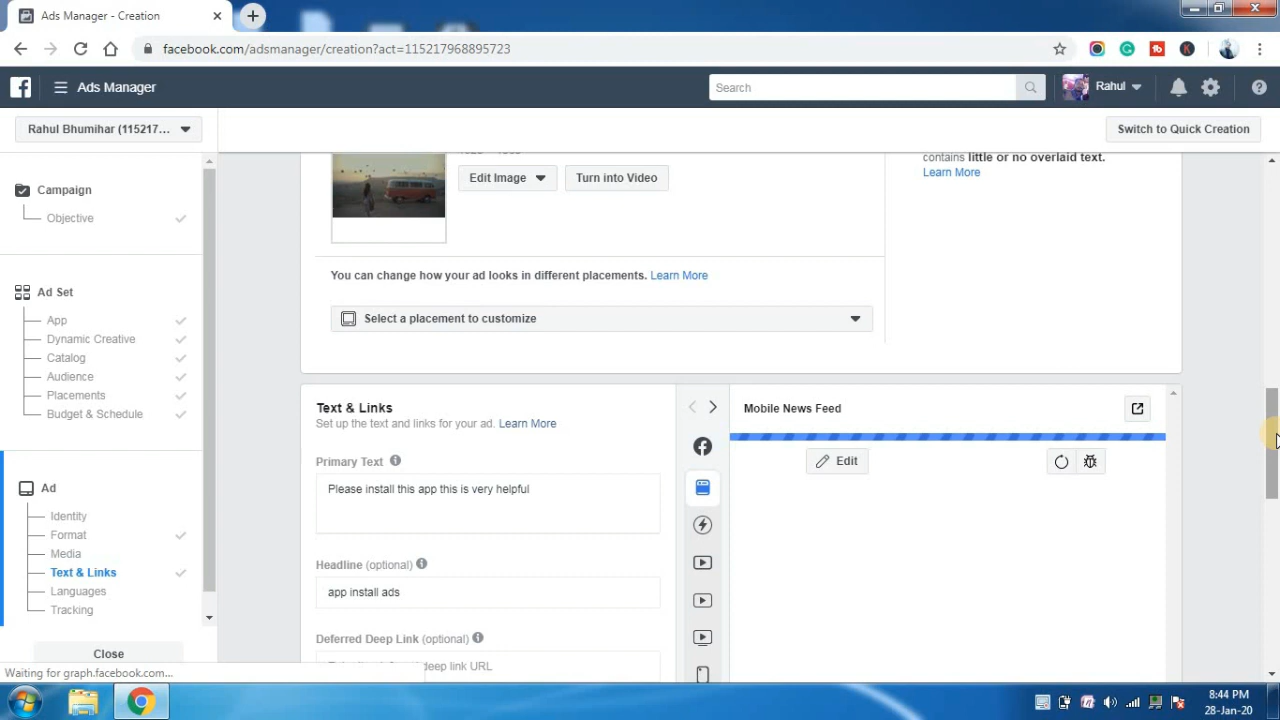 Ads Manager - Creation
facebook.com/adsmanager/creation?act=115217968895723
Ads Manager
Search
Rahul
Rahul Bhumihar (115217...
Switch to Quick Creation
Campaign
Objective
Ad Set
App
Dynamic Creative
Catalog
Audience
Placements
Budget & Schedule
Ad
Identity
Format
Media
Text & Links
Languages
Tracking
Close
Waiting for graph.facebook.com...
Edit Image
Turn into Video
contains little or no overlaid text.
Learn More
You can change how your ad looks in different placements. Learn More
Select a placement to customize
Text & Links
Set up the text and links for your ad. Learn More
Primary Text
Please install this app this is very helpful
Headline (optional)
app install ads
Deferred Deep Link (optional)
deep link URL
Mobile News Feed
Edit
8:44 PM
28-Jan-20